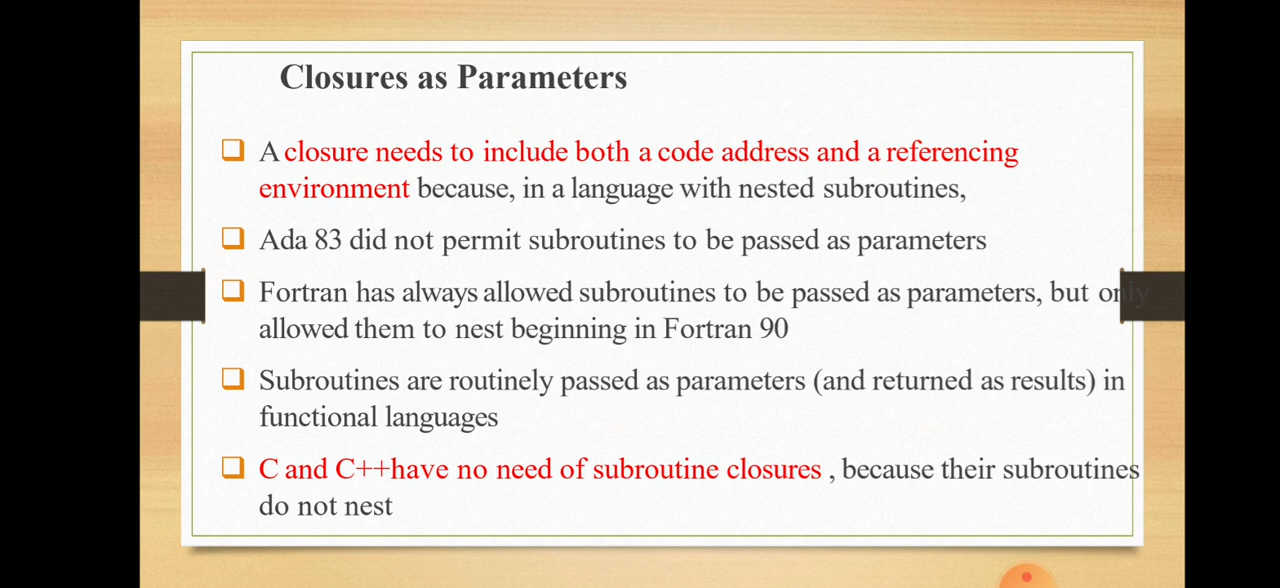 Closures as Parameters
A closure needs to include both a code address and a referencing
environment because, in a language with nested subroutines,
Ada 83 did not permit subroutines to be passed as parameters
Fortran has always allowed subroutines to be passed as parameters, but only
allowed them to nest beginning in Fortran 90
Subroutines are routinely passed as parameters (and returned as results) in
functional languages
C and C++have no need of subroutine closures , because their subroutines
do not nest